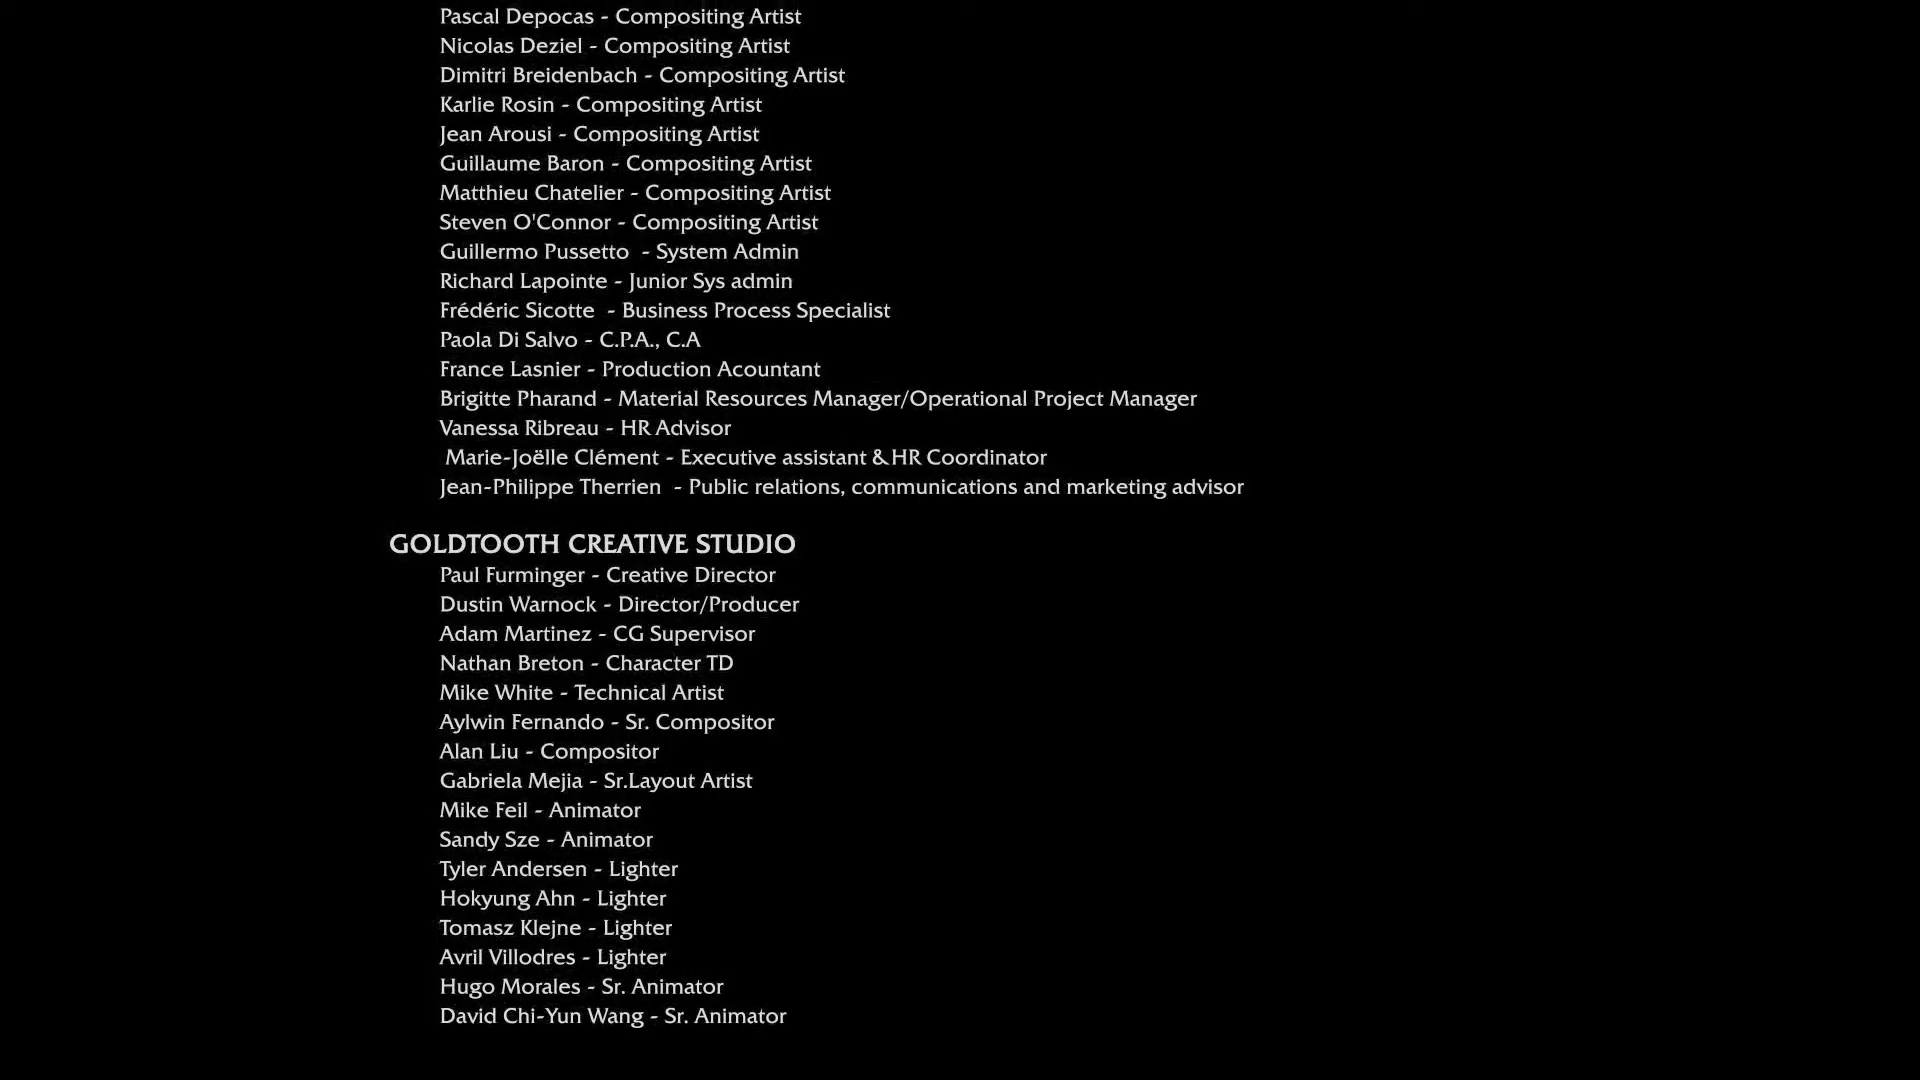 Pascal Depocas - Compositing Artist
Nicolas Deziel - Compositing Artist
Dimitri Breidenbach - Compositing Artist
Karlie Rosin - Compositing Artist
Jean Arousi - Compositing Artist
Guillaume Baron - Compositing Artist
Matthieu Chatelier - Compositing Artist
Steven O'Connor - Compositing Artist
Guillermo Pussetto  - System Admin
Richard Lapointe - Junior Sys admin
Frédéric Sicotte  - Business Process Specialist
Paola Di Salvo - C.P.A., C.A
France Lasnier - Production Acountant
Brigitte Pharand - Material Resources Manager/Operational Project Manager
Vanessa Ribreau - HR Advisor
Marie-Joëlle Clément - Executive assistant &HR Coordinator
Jean-Philippe Therrien  - Public relations, communications and marketing advisor
GOLDTOOTH CREATIVE STUDIO
Paul Furminger - Creative Director
Dustin Warnock - Director/Producer
Adam Martinez - CG Supervisor
Nathan Breton - Character TD
Mike White - Technical Artist
Aylwin Fernando - Sr. Compositor
Alan Liu - Compositor
Gabriela Mejia - Sr.Layout Artist
Mike Feil - Animator
Sandy Sze - Animator
Tyler Andersen - Lighter
Hokyung Ahn - Lighter
Tomasz Klejne - Lighter
Avril Villodres - Lighter
Hugo Morales - Sr. Animator
David Chi-Yun Wang - Sr. Animator